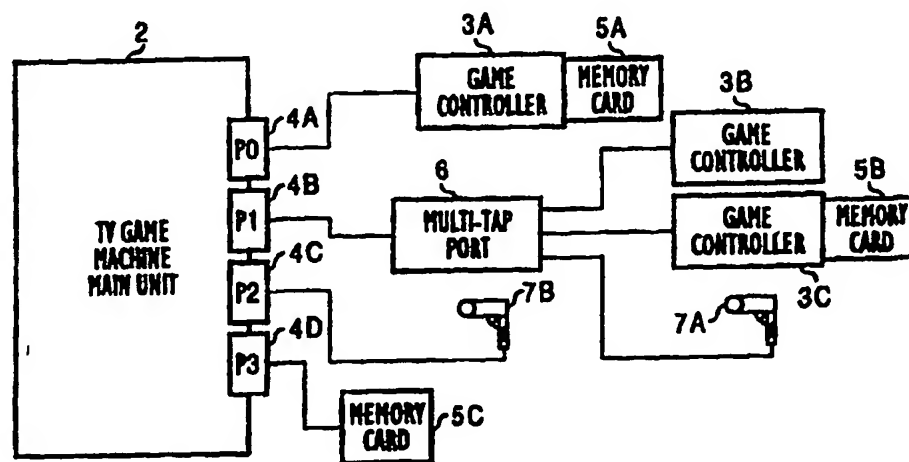 2
3A
5A
GAME
CONTROLLER
MEMORY
CARD
3B
GAME
CONTROLLER
4A
P0
4B
P1
6
MULTI-TAP
PORT
5B
GAME
CONTROLLER
MEMORY
CARD
3C
TV GAME
MACHINE
MAIN UNIT
4C
P2
7B
7A
4D
P3
MEMORY
CARD
5C